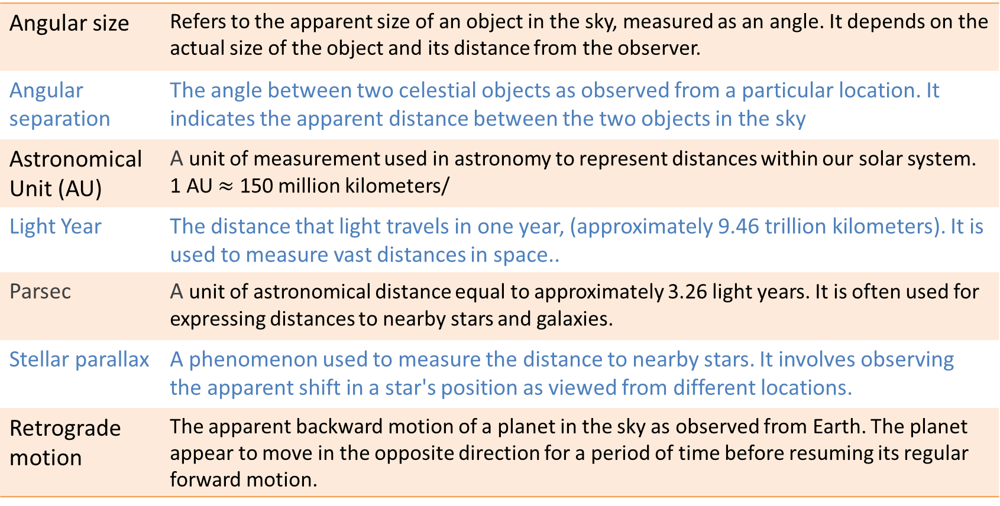 Angular size
Refers to the apparent size of an object in the sky, measured as an angle. It depends on the
actual size of the object and its distance from the observer.
Angular
separation
The angle between two celestial objects as observed from a particular location. It
indicates the apparent distance between the two objects in the sky
Astronomical
Unit (AU)
A unit of measurement used in astronomy to represent distances within our solar system.
1 AU ≈ 150 million kilometers/
Light Year
The distance that light travels in one year, (approximately 9.46 trillion kilometers). It is
used to measure vast distances in space..
Parsec
A unit of astronomical distance equal to approximately 3.26 light years. It is often used for
expressing distances to nearby stars and galaxies.
Stellar parallax
A phenomenon used to measure the distance to nearby stars. It involves observing
the apparent shift in a star's position as viewed from different locations.
Retrograde
motion
The apparent backward motion of a planet in the sky as observed from Earth. The planet
appear to move in the opposite direction for a period of time before resuming its regular
forward motion.